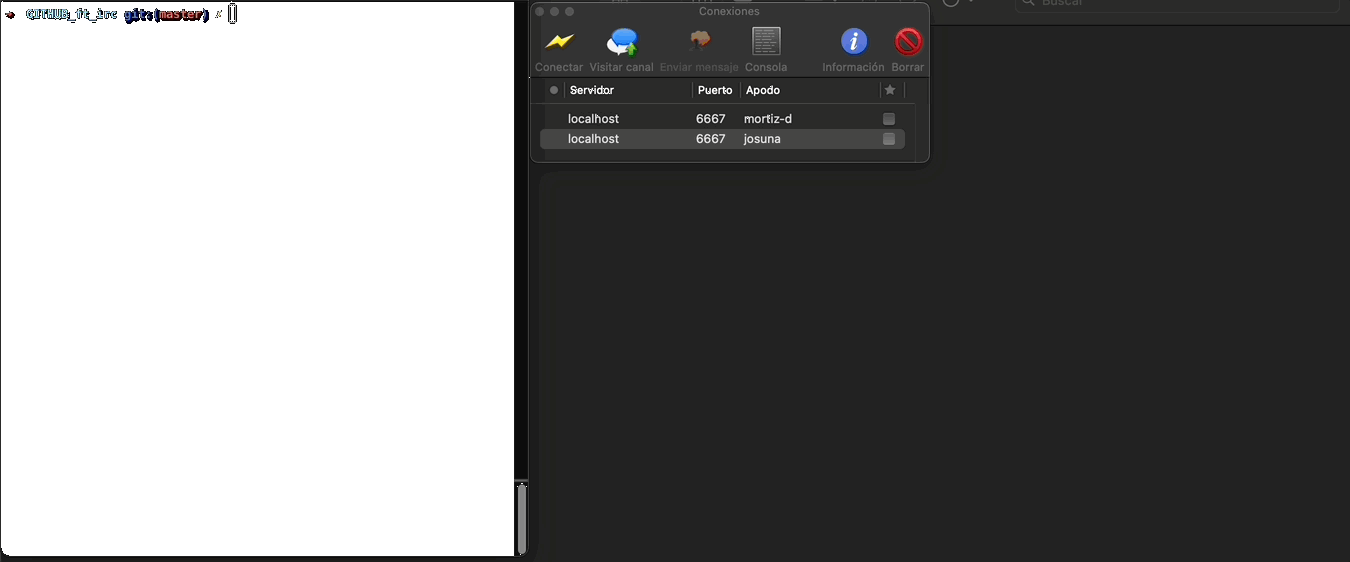 ➜ GITHUB_ft_irc git:(master) ✗
Conexiones
Buscar
Conectar Visitar canal Enviar mensaje Consola Información Borrar
Servidor Puerto Apodo
localhost 6667 mortiz-d
localhost 6667 josuna